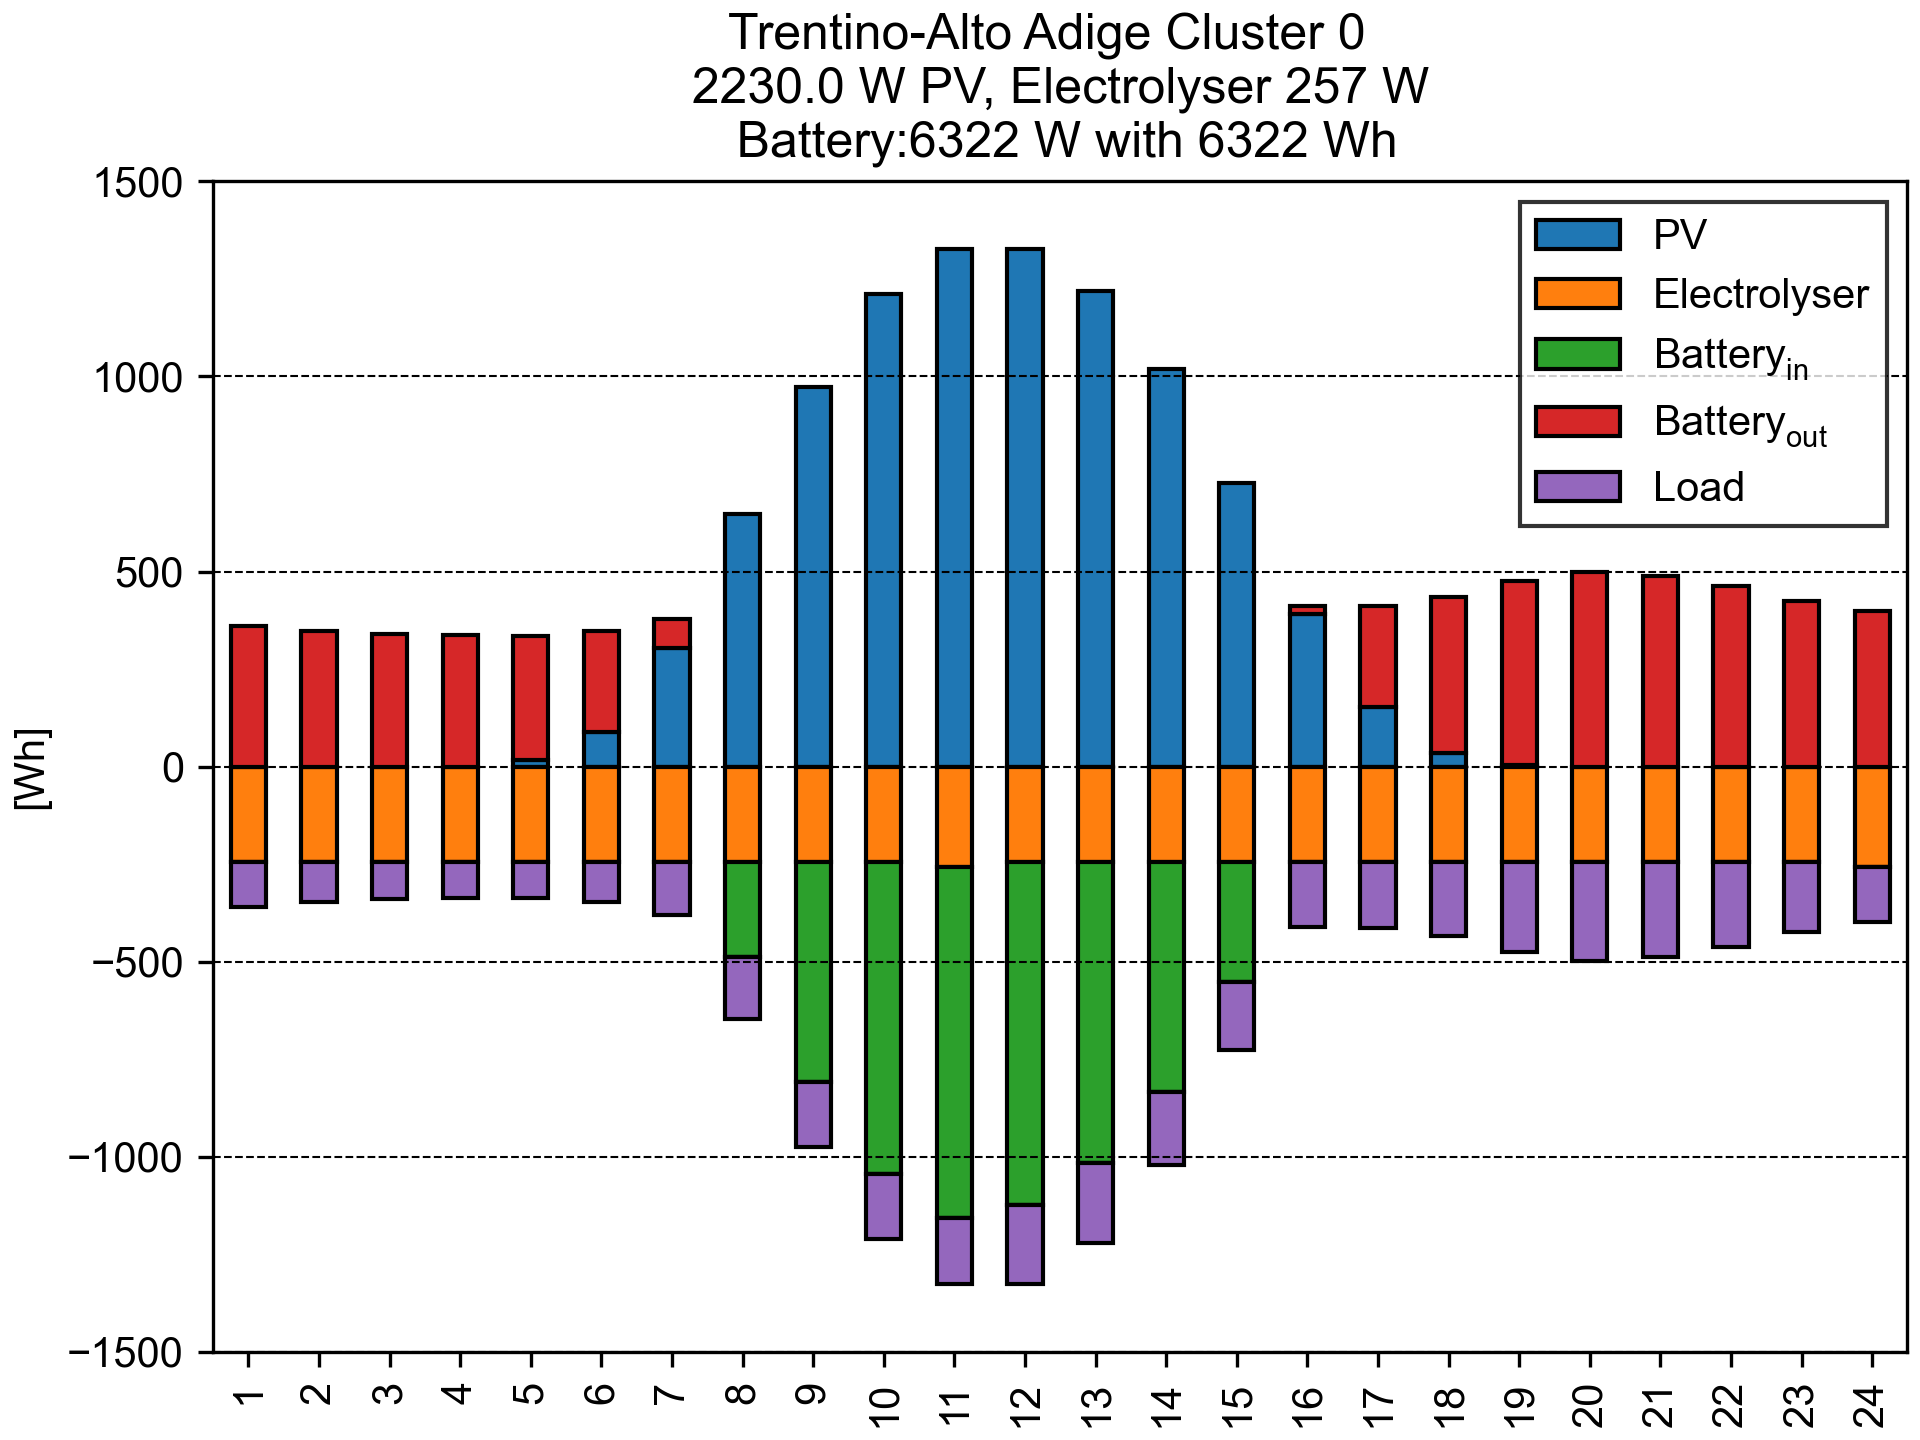 Trentino-Alto Adige Cluster 0
2230.0 W PV, Electrolyser 257 W
Battery:6322 W with 6322 Wh
1500
1000
500
0
−500
−1000
−1500
[Wh]
PV
Electrolyser
Battery_in
Battery_out
Load
1 2 3 4 5 6 7 8 9 10 11 12 13 14 15 16 17 18 19 20 21 22 23 24